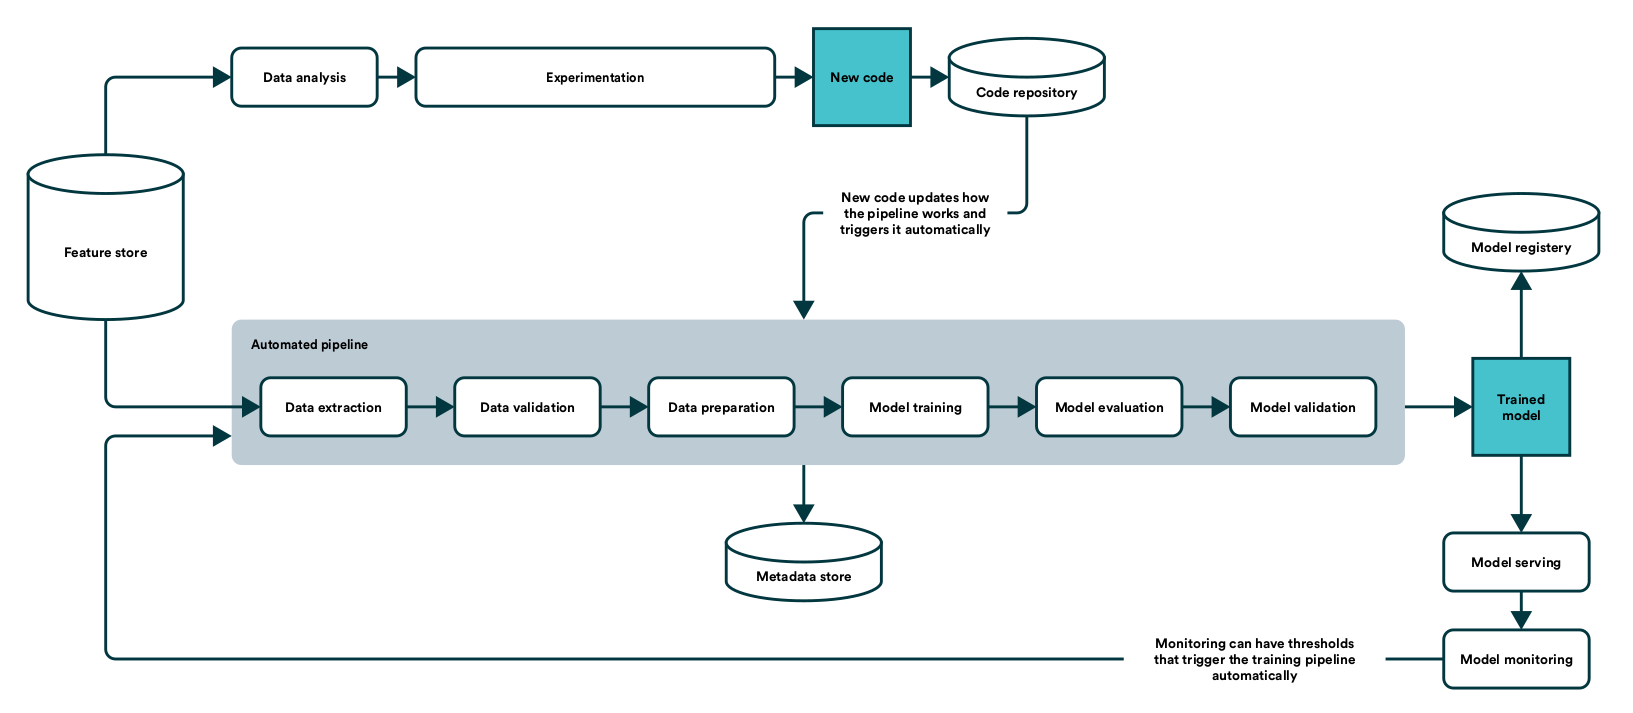 Data analysis
Experimentation
New code
Code repository
New code updates how
the pipeline works and
triggers it automatically
Feature store
Model registery
Automated pipeline
Data extraction
Data validation
Data preparation
Model training
Model evaluation
Model validation
Trained
model
Metadata store
Model serving
Monitoring can have thresholds
that trigger the training pipeline
automatically
Model monitoring